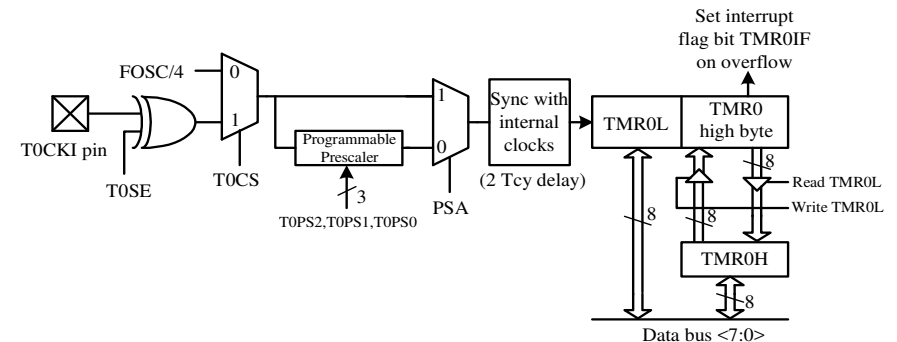 Set interrupt
flag bit TMR0IF
on overflow
FOSC/4
0
1
T0CKI pin
T0SE
T0CS
Programmable
Prescaler
3
T0PS2,T0PS1,T0PS0
1
0
PSA
Sync with
internal
clocks
(2 Tcy delay)
TMR0L
TMR0
high byte
8
Read TMR0L
Write TMR0L
8
8
TMR0H
8
Data bus <7:0>